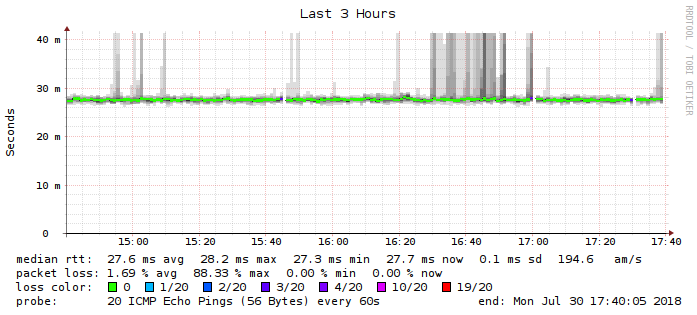 Last 3 Hours
RRDTOOL / TOBI OETIKER
Seconds
40 m
30 m
20 m
10 m
0
15:00 15:20 15:40 16:00 16:20 16:40 17:00 17:20 17:40
median rtt: 27.6 ms avg 28.2 ms max 27.3 ms min 27.7 ms now 0.1 ms sd 194.6 am/s
packet loss: 1.69 % avg 88.33 % max 0.00 % min 0.00 % now
loss color: 0 1/20 2/20 3/20 4/20 10/20 19/20
probe: 20 ICMP Echo Pings (56 Bytes) every 60s end: Mon Jul 30 17:40:05 2018